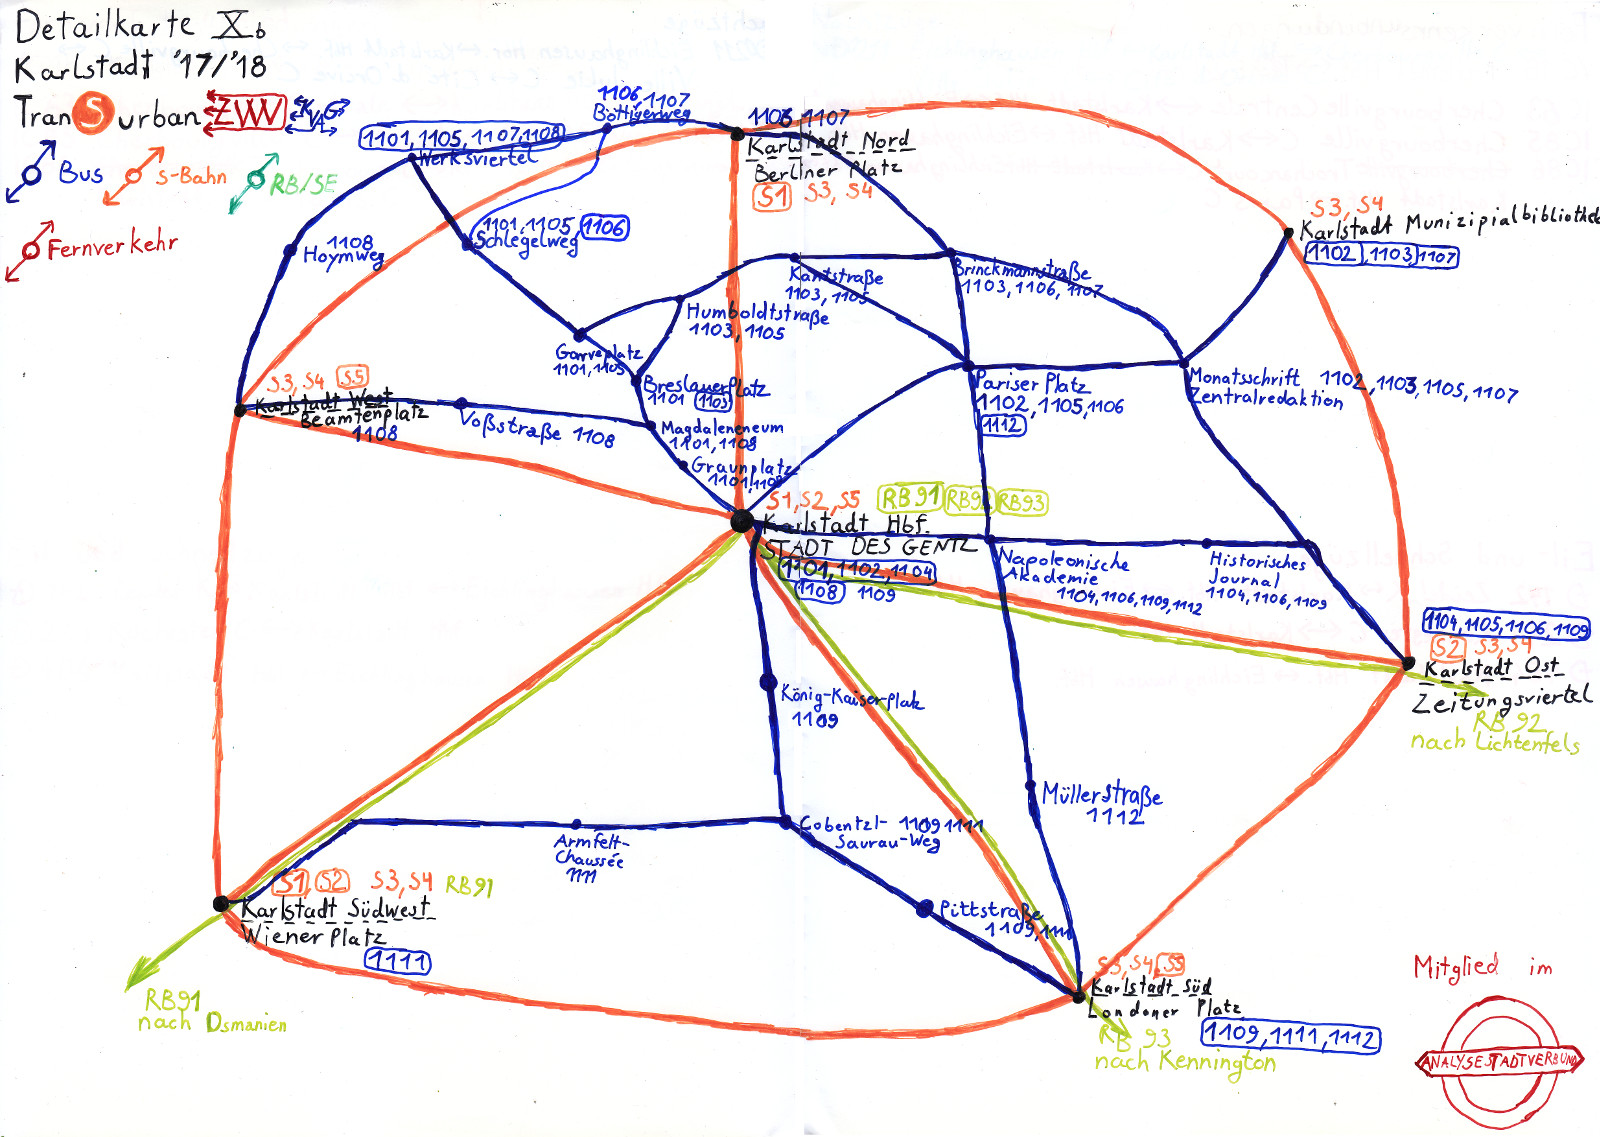 Detailkarte Xb
Karlstadt '17/'18
TranSurban ZVV KVAG
Bus
S-Bahn
RB/SE
Fernverkehr
1106, 1107
Böttigerweg
1101, 1105, 1107, 1108
Werksviertel
1106, 1107
Karlstadt Nord
Berliner Platz
S1 S3, S4
S3, S4
Karlstadt Munizipialbibliothek
1102, 1103, 1107
1108
Hoymweg
1101, 1105, 1106
Schlegelweg
Kantstraße
1103, 1105
Brinckmannstraße
1103, 1106, 1107
Humboldtstraße
1103, 1105
Garveplatz
1101, 1105
Breslauer Platz
1101 1105
Magdaleneneum
1101, 1108
Graunplatz
1101, 1108
S3, S4 S5
Karlstadt West
Beamtenplatz
1108
Voßstraße 1108
Pariser Platz
1102, 1105, 1106
1112
Monatsschrift 1102, 1103, 1105, 1107
Zentralredaktion
S1, S2, S5 RB91 RB92 RB93
Karlstadt Hbf.
STADT DES GENTZ
1101, 1102, 1104
1108 1109
Napoleonische
Akademie
1104, 1106, 1109, 1112
Historisches
Journal
1104, 1106, 1109
1104, 1105, 1106, 1109
S2 S3, S4
Karlstadt Ost
Zeitungsviertel
RB 92
nach Lichtenfels
König-Kaiser-Platz
1109
Müllerstraße
1112
Cobentzl- 1109 1111
Saurau-Weg
Armfelt-
Chaussée
1111
S1, S2 S3, S4 RB91
Karlstadt Südwest
Wiener Platz
1111
Pittstraße
1109, 1111
S3, S4, S5
Karlstadt Süd
Londoner Platz
1109, 1111, 1112
RB 93
nach Kennington
RB91
nach Osmanien
Mitglied im
ANALYSESTADTVERBUND